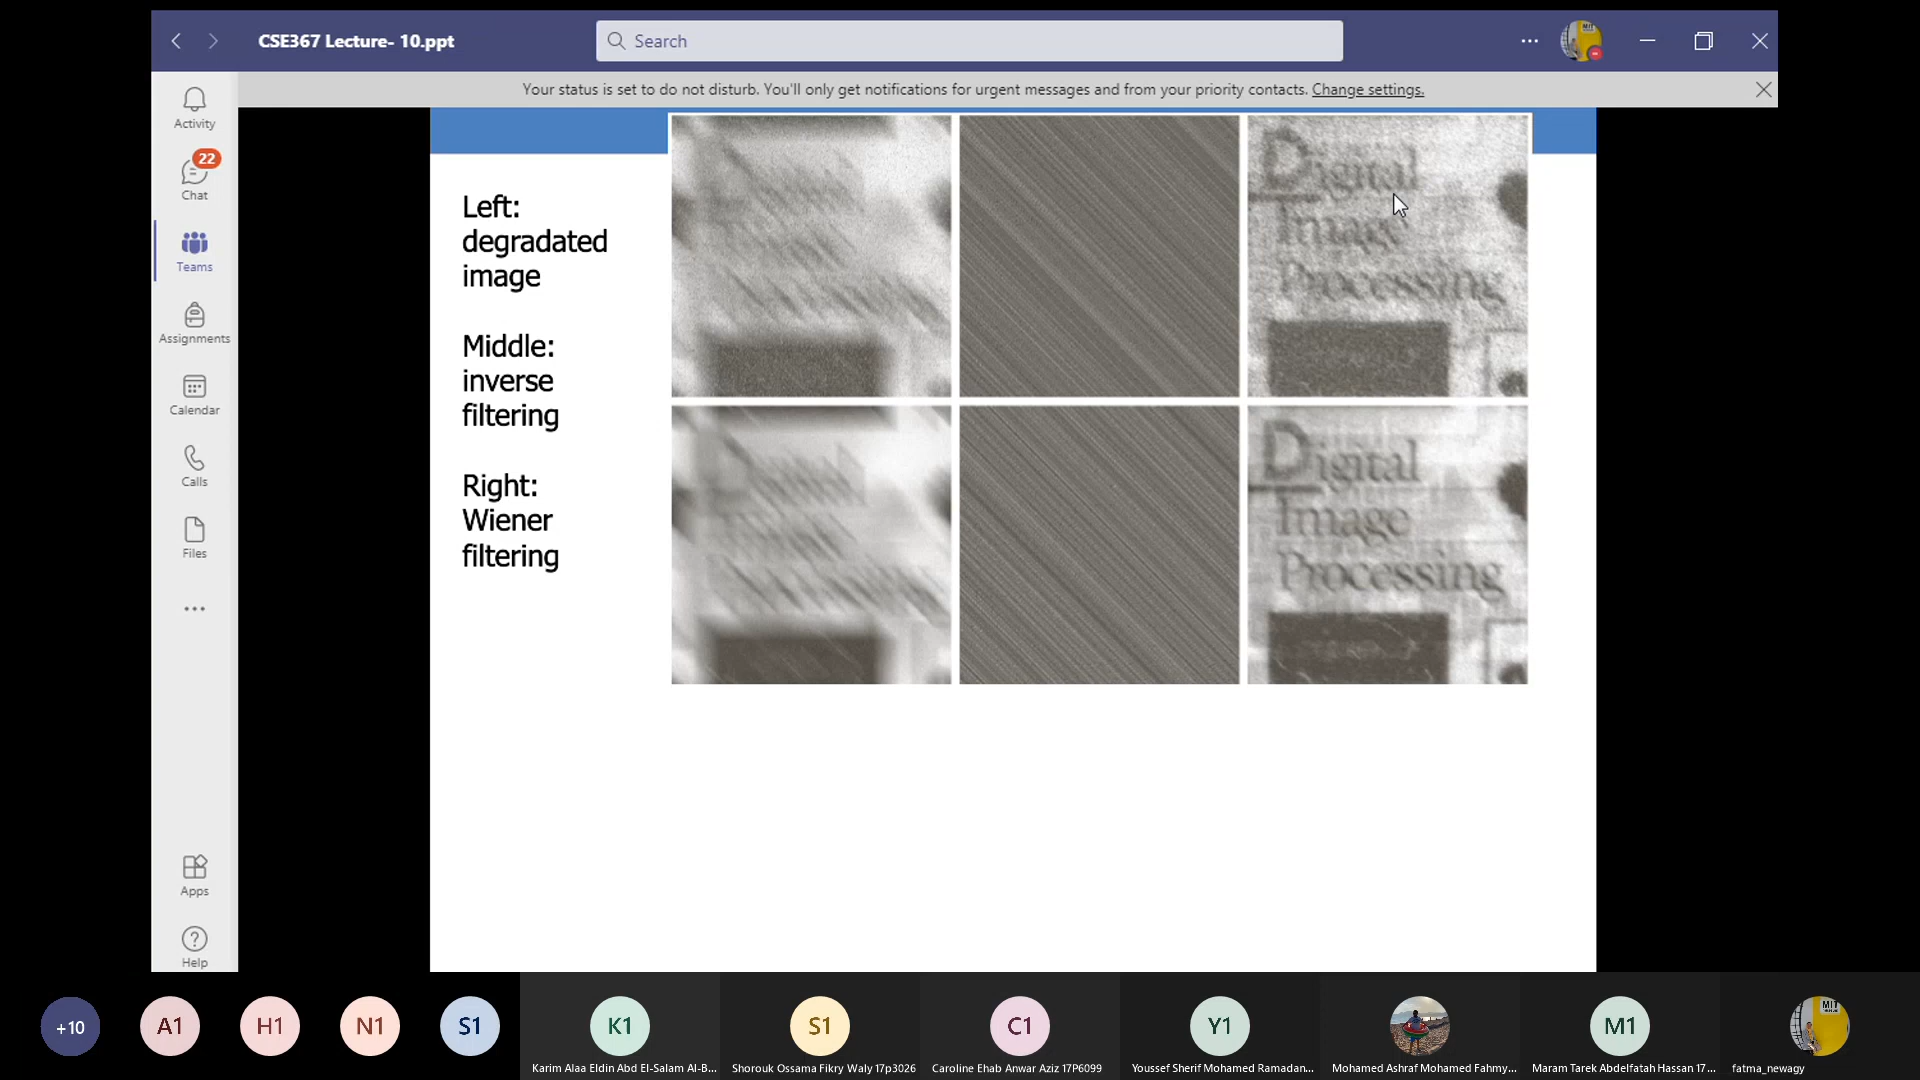 CSE367 Lecture- 10.ppt
Search
Your status is set to do not disturb. You'll only get notifications for urgent messages and from your priority contacts. Change settings.
Activity
22
Chat
Teams
Assignments
Calendar
Calls
Files
Apps
Help
Left:
degradated
image
Middle:
inverse
filtering
Right:
Wiener
filtering
Digital
Image
Processing
Digital
Image
Processing
+10
A1
H1
N1
S1
K1
S1
C1
Y1
M1
MIT
Karim Alaa Eldin Abd El-Salam Al-B...
Shorouk Ossama Fikry Waly 17p3026
Caroline Ehab Anwar Aziz 17P6099
Youssef Sherif Mohamed Ramadan...
Mohamed Ashraf Mohamed Fahmy...
Maram Tarek Abdelfatah Hassan 17...
fatma_newagy